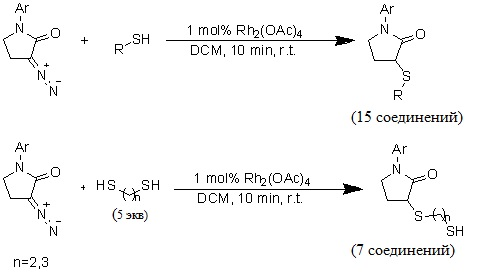 Ar
N
O
N
+
N
-
+
R
SH
1 mol% Rh2(OAc)4
DCM, 10 min, r.t.
Ar
N
O
S
R
(15 соединений)
Ar
N
O
N
+
N
-
+
HS
SH
( )n
(5 экв)
1 mol% Rh2(OAc)4
DCM, 10 min, r.t.
Ar
N
O
S
( )n
SH
n=2,3
(7 соединений)